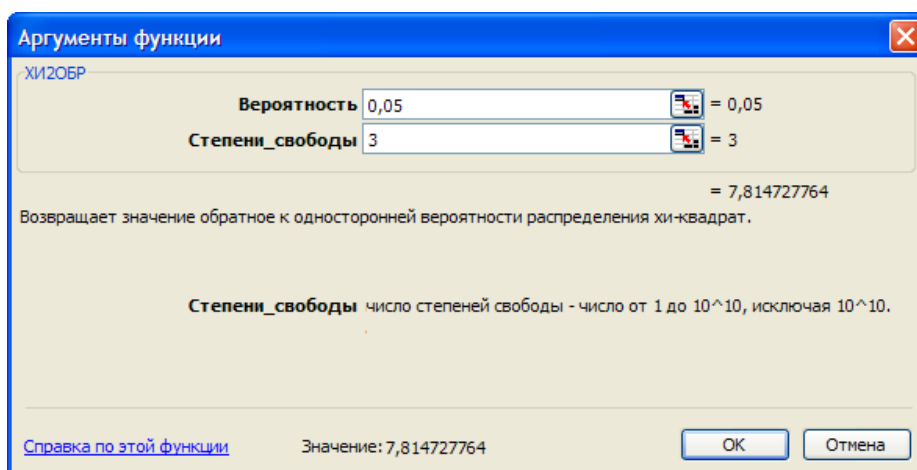 Аргументы функции
ХИ2ОБР
Вероятность 0,05 = 0,05
Степени_свободы 3 = 3
= 7,814727764
Возвращает значение обратное к односторонней вероятности распределения хи-квадрат.
Степени_свободы число степеней свободы - число от 1 до 10^10, исключая 10^10.
Справка по этой функции Значение: 7,814727764 ОК Отмена